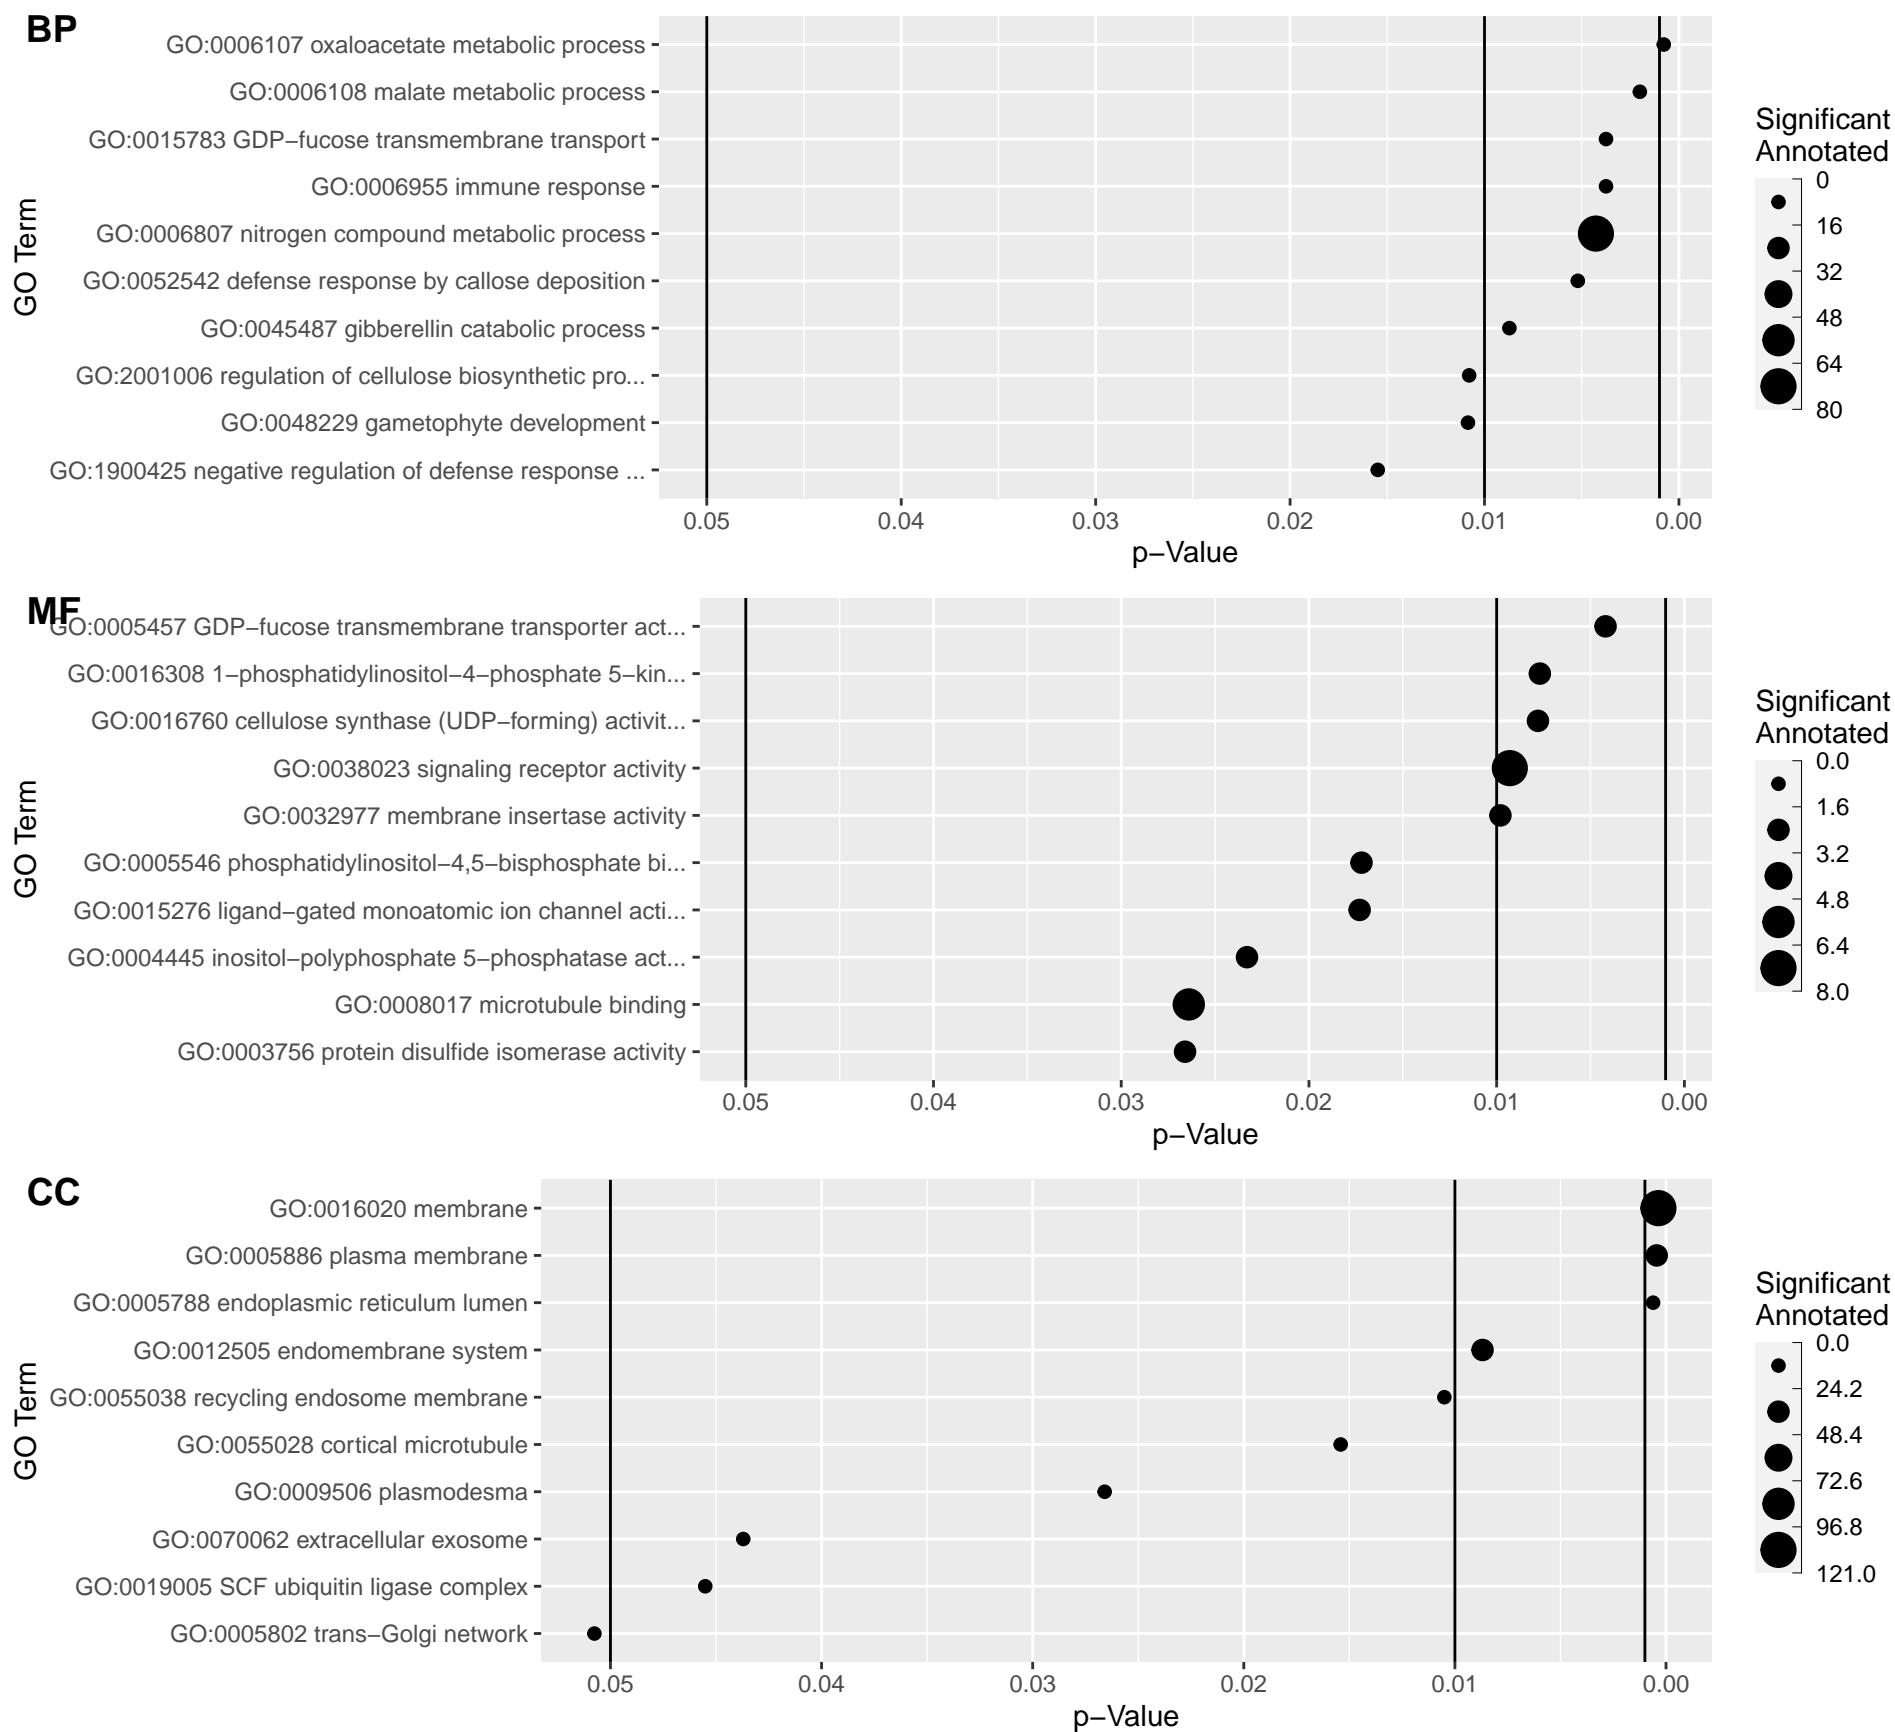 BP
GO Term
GO:0006107 oxaloacetate metabolic process
GO:0006108 malate metabolic process
GO:0015783 GDP−fucose transmembrane transport
GO:0006955 immune response
GO:0006807 nitrogen compound metabolic process
GO:0052542 defense response by callose deposition
GO:0045487 gibberellin catabolic process
GO:2001006 regulation of cellulose biosynthetic pro...
GO:0048229 gametophyte development
GO:1900425 negative regulation of defense response ...
0.05 0.04 0.03 0.02 0.01 0.00
p−Value
Significant
Annotated
0
16
32
48
64
80
MF
GO Term
GO:0005457 GDP−fucose transmembrane transporter act...
GO:0016308 1−phosphatidylinositol−4−phosphate 5−kin...
GO:0016760 cellulose synthase (UDP−forming) activit...
GO:0038023 signaling receptor activity
GO:0032977 membrane insertase activity
GO:0005546 phosphatidylinositol−4,5−bisphosphate bi...
GO:0015276 ligand−gated monoatomic ion channel acti...
GO:0004445 inositol−polyphosphate 5−phosphatase act...
GO:0008017 microtubule binding
GO:0003756 protein disulfide isomerase activity
0.05 0.04 0.03 0.02 0.01 0.00
p−Value
Significant
Annotated
0.0
1.6
3.2
4.8
6.4
8.0
CC
GO Term
GO:0016020 membrane
GO:0005886 plasma membrane
GO:0005788 endoplasmic reticulum lumen
GO:0012505 endomembrane system
GO:0055038 recycling endosome membrane
GO:0055028 cortical microtubule
GO:0009506 plasmodesma
GO:0070062 extracellular exosome
GO:0019005 SCF ubiquitin ligase complex
GO:0005802 trans−Golgi network
0.05 0.04 0.03 0.02 0.01 0.00
p−Value
Significant
Annotated
0.0
24.2
48.4
72.6
96.8
121.0